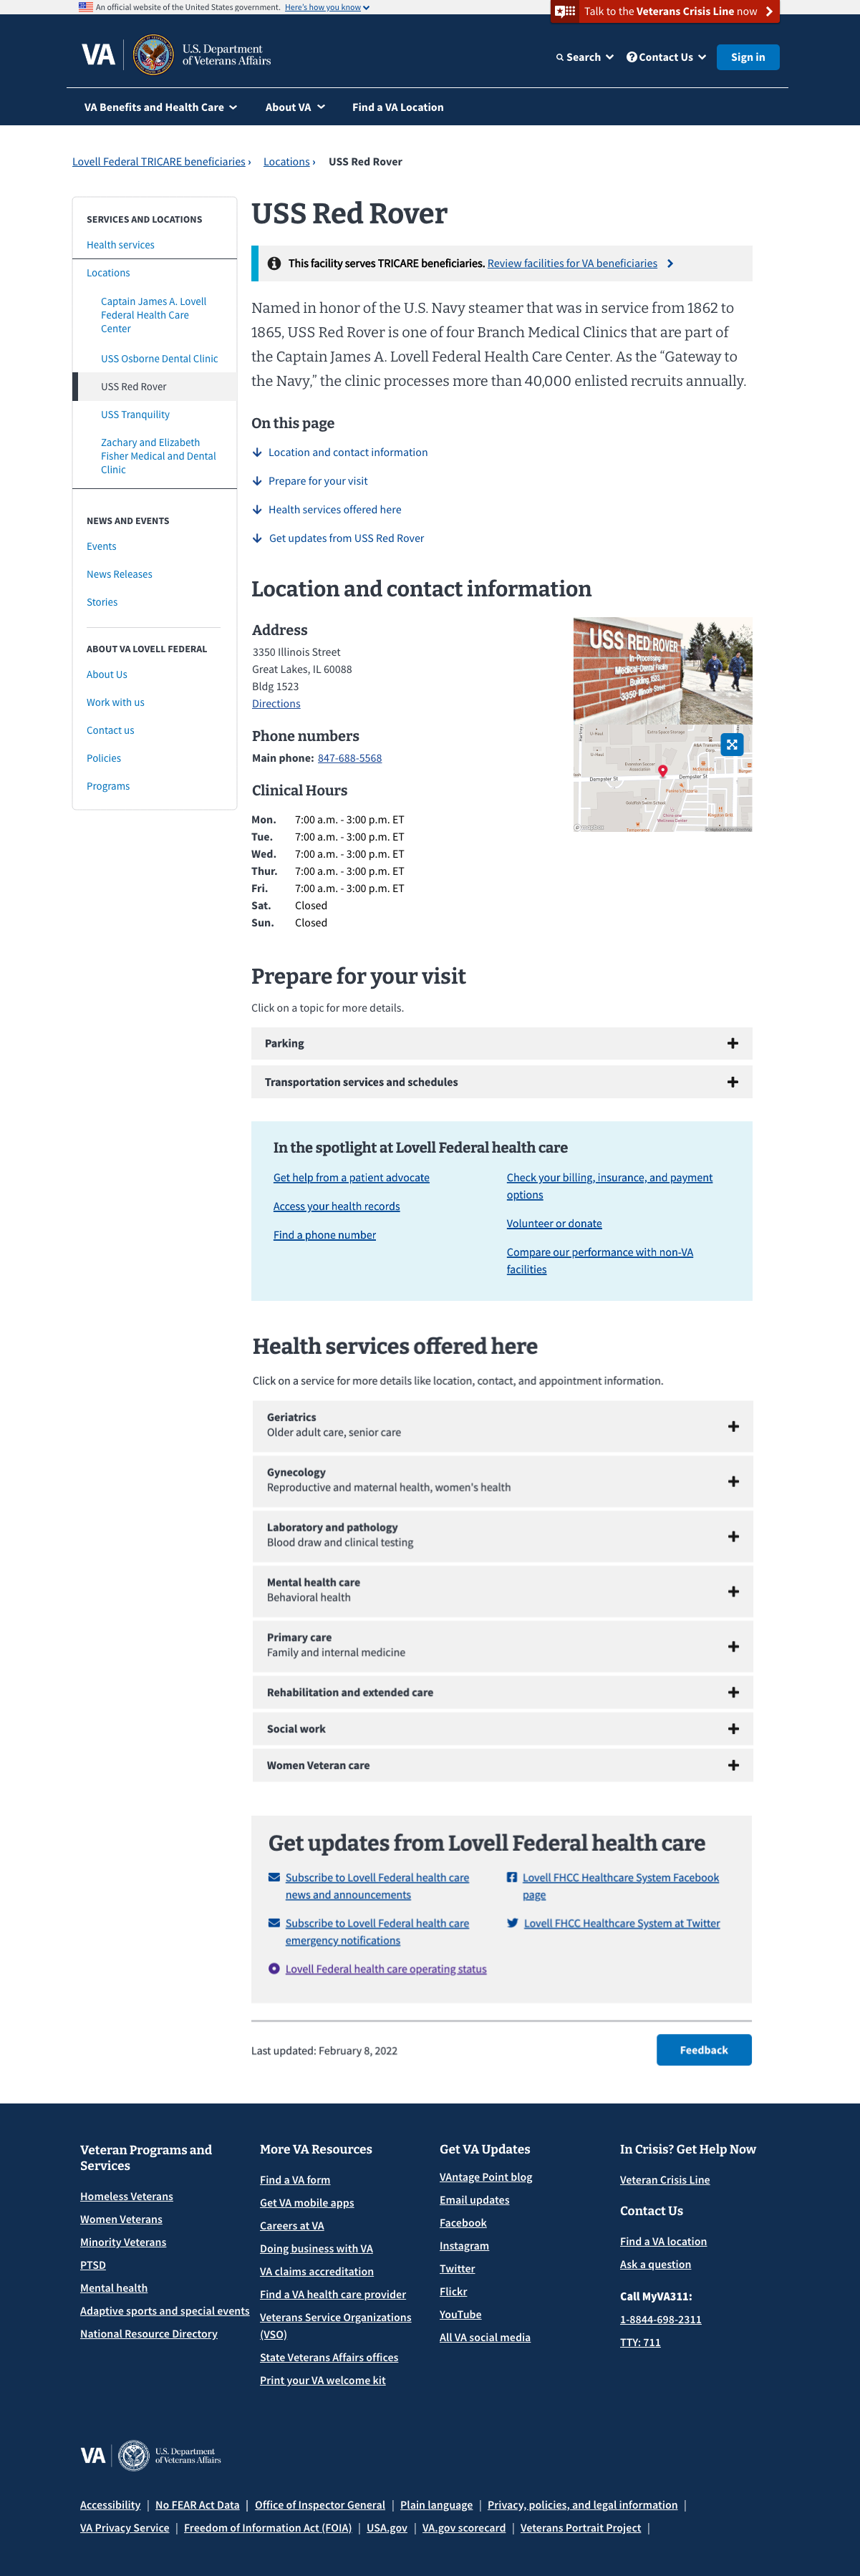 An official website of the United States government. Here's how you know
Talk to the Veterans Crisis Line now
VA
U.S. Department
of Veterans Affairs
Search
Contact Us
Sign in
VA Benefits and Health Care
About VA
Find a VA Location
Lovell Federal TRICARE beneficiaries › Locations › USS Red Rover
SERVICES AND LOCATIONS
Health services
Locations
Captain James A. Lovell
Federal Health Care
Center
USS Osborne Dental Clinic
USS Red Rover
USS Tranquility
Zachary and Elizabeth
Fisher Medical and Dental
Clinic
NEWS AND EVENTS
Events
News Releases
Stories
ABOUT VA LOVELL FEDERAL
About Us
Work with us
Contact us
Policies
Programs
USS Red Rover
This facility serves TRICARE beneficiaries. Review facilities for VA beneficiaries
Named in honor of the U.S. Navy steamer that was in service from 1862 to
1865, USS Red Rover is one of four Branch Medical Clinics that are part of
the Captain James A. Lovell Federal Health Care Center. As the “Gateway to
the Navy,” the clinic processes more than 40,000 enlisted recruits annually.
On this page
Location and contact information
Prepare for your visit
Health services offered here
Get updates from USS Red Rover
Location and contact information
Address
3350 Illinois Street
Great Lakes, IL 60088
Bldg 1523
Directions
Phone numbers
Main phone: 847-688-5568
Clinical Hours
Mon. 7:00 a.m. - 3:00 p.m. ET
Tue. 7:00 a.m. - 3:00 p.m. ET
Wed. 7:00 a.m. - 3:00 p.m. ET
Thur. 7:00 a.m. - 3:00 p.m. ET
Fri. 7:00 a.m. - 3:00 p.m. ET
Sat. Closed
Sun. Closed
USS RED ROVER
In-Processing
Medical-Dental Facility
Building 1523
3350 Illinois Street
Dempster St
Dempster St
McDonald's
Prepare for your visit
Click on a topic for more details.
Parking
Transportation services and schedules
In the spotlight at Lovell Federal health care
Get help from a patient advocate
Access your health records
Find a phone number
Check your billing, insurance, and payment
options
Volunteer or donate
Compare our performance with non-VA
facilities
Health services offered here
Click on a service for more details like location, contact, and appointment information.
Geriatrics
Older adult care, senior care
Gynecology
Reproductive and maternal health, women's health
Laboratory and pathology
Blood draw and clinical testing
Mental health care
Behavioral health
Primary care
Family and internal medicine
Rehabilitation and extended care
Social work
Women Veteran care
Get updates from Lovell Federal health care
Subscribe to Lovell Federal health care
news and announcements
Subscribe to Lovell Federal health care
emergency notifications
Lovell Federal health care operating status
Lovell FHCC Healthcare System Facebook
page
Lovell FHCC Healthcare System at Twitter
Last updated: February 8, 2022
Feedback
Veteran Programs and
Services
Homeless Veterans
Women Veterans
Minority Veterans
PTSD
Mental health
Adaptive sports and special events
National Resource Directory
More VA Resources
Find a VA form
Get VA mobile apps
Careers at VA
Doing business with VA
VA claims accreditation
Find a VA health care provider
Veterans Service Organizations
(VSO)
State Veterans Affairs offices
Print your VA welcome kit
Get VA Updates
VAntage Point blog
Email updates
Facebook
Instagram
Twitter
Flickr
YouTube
All VA social media
In Crisis? Get Help Now
Veteran Crisis Line
Contact Us
Find a VA location
Ask a question
Call MyVA311:
1-8844-698-2311
TTY: 711
VA
U.S. Department
of Veterans Affairs
Accessibility | No FEAR Act Data | Office of Inspector General | Plain language | Privacy, policies, and legal information |
VA Privacy Service | Freedom of Information Act (FOIA) | USA.gov | VA.gov scorecard | Veterans Portrait Project |